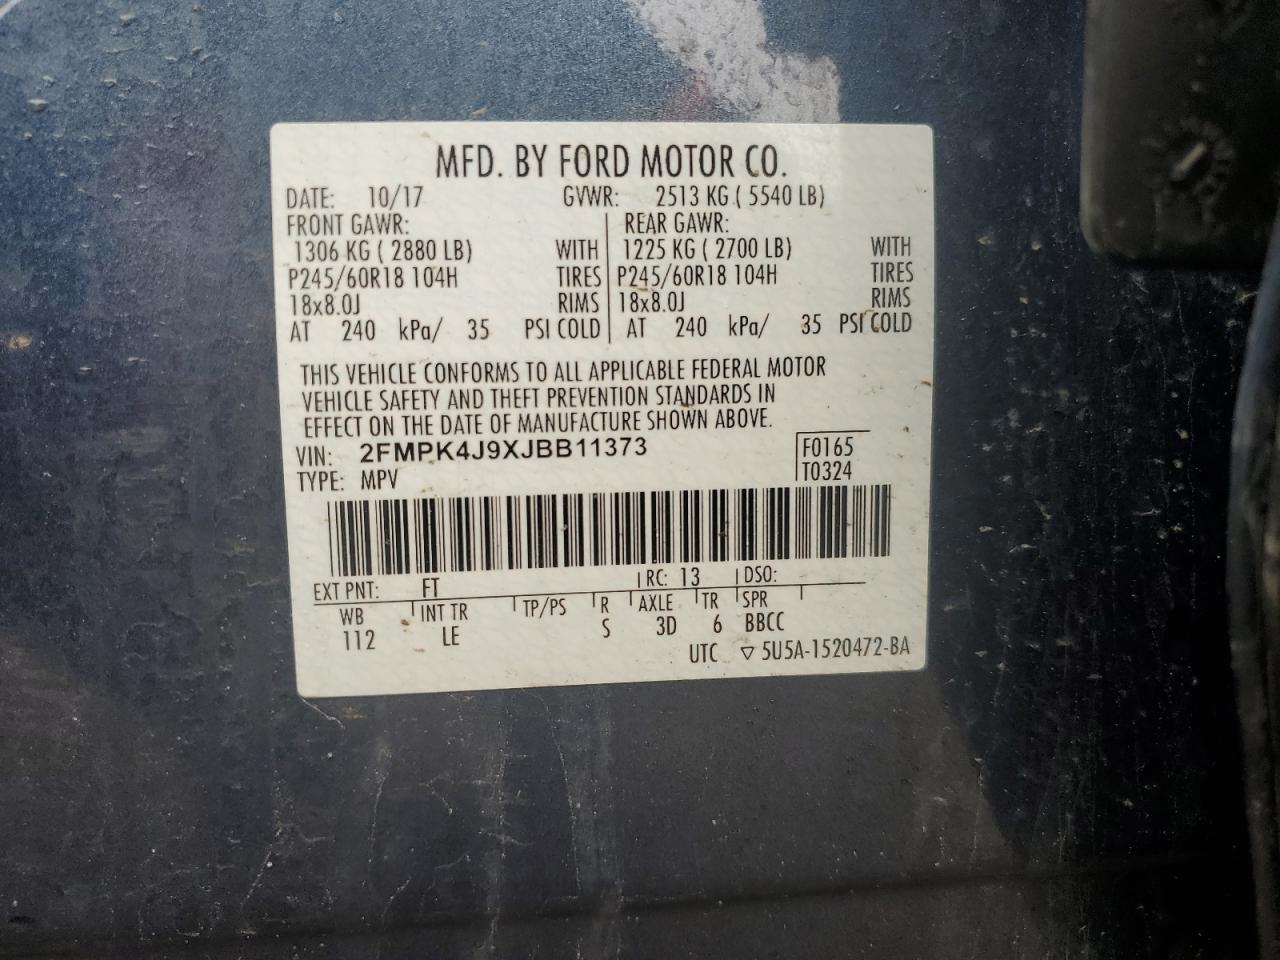 MFD. BY FORD MOTOR CO.
DATE: 10/17 GVWR: 2513 KG ( 5540 LB)
FRONT GAWR: REAR GAWR:
1306 KG ( 2880 LB) WITH 1225 KG ( 2700 LB) WITH
P245/60R18 104H TIRES P245/60R18 104H TIRES
18x8.0J RIMS 18x8.0J RIMS
AT 240 kPa/ 35 PSI COLD AT 240 kPa/ 35 PSI COLD
THIS VEHICLE CONFORMS TO ALL APPLICABLE FEDERAL MOTOR
VEHICLE SAFETY AND THEFT PREVENTION STANDARDS IN
EFFECT ON THE DATE OF MANUFACTURE SHOWN ABOVE.
VIN: 2FMPK4J9XJBB11373 F0165
TYPE: MPV T0324
EXT PNT: FT RC: 13 DSO:
WB INT TR TP/PS R AXLE TR SPR
112 LE S 3D 6 BBCC
UTC ▽ 5U5A-1520472-BA